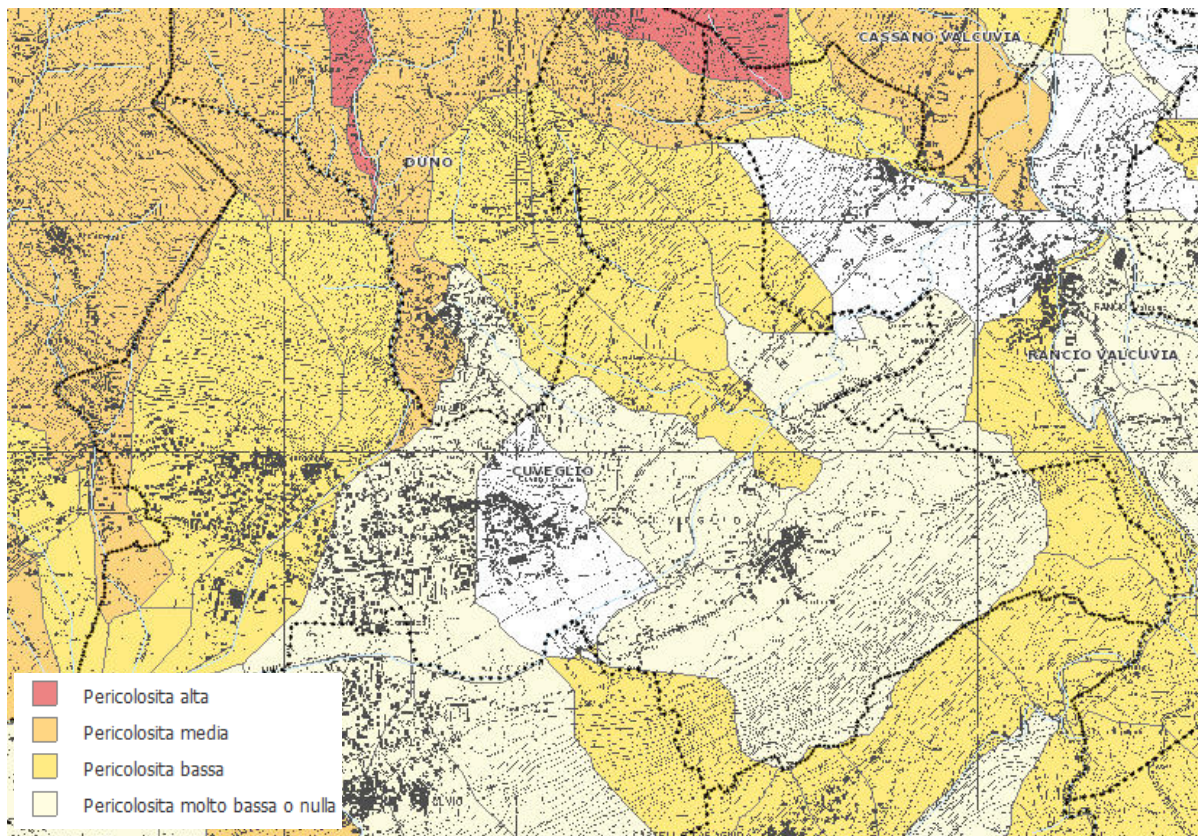 CASSANO VALCUVIA
DUNO
RANCIO VALCUVIA
CUVEGLIO
Pericolosita alta
Pericolosita media
Pericolosita bassa
Pericolosita molto bassa o nulla